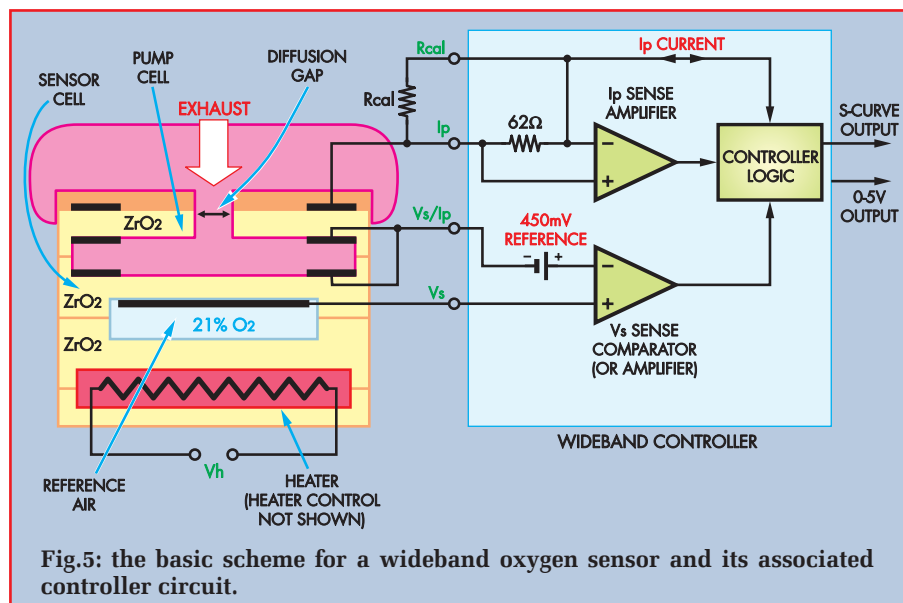 SENSOR
CELL
PUMP
CELL
DIFFUSION
GAP
EXHAUST
Rcal
Rcal
Ip
Vs/Ip
Vs
ZrO2
ZrO2
ZrO2
21% O2
Vh
REFERENCE
AIR
HEATER
(HEATER CONTROL
NOT SHOWN)
Ip CURRENT
Ip SENSE
AMPLIFIER
62Ω
−
+
450mV
REFERENCE
− +
−
+
Vs SENSE
COMPARATOR
(OR AMPLIFIER)
CONTROLLER
LOGIC
S-CURVE
OUTPUT
0-5V
OUTPUT
WIDEBAND CONTROLLER
Fig.5: the basic scheme for a wideband oxygen sensor and its associated
controller circuit.